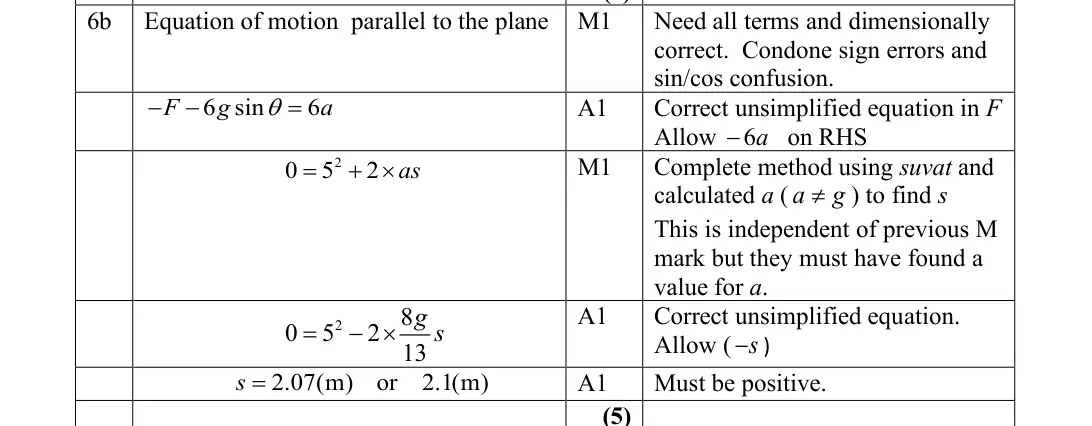 6b Equation of motion parallel to the plane M1 Need all terms and dimensionally
correct. Condone sign errors and
sin/cos confusion.
−F − 6g sin θ = 6a A1 Correct unsimplified equation in F
Allow −6a on RHS
0 = 5² + 2 × as M1 Complete method using suvat and
calculated a ( a ≠ g ) to find s
This is independent of previous M
mark but they must have found a
value for a.
0 = 5² − 2 × 8g/13 s A1 Correct unsimplified equation.
Allow (−s)
s = 2.07(m) or 2.1(m) A1 Must be positive.
(5)